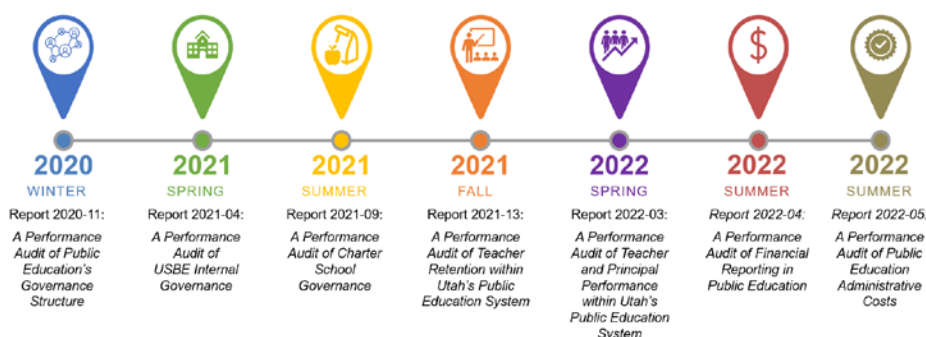 2020
WINTER
Report 2020-11:
A Performance
Audit of Public
Education's
Governance
Structure
2021
SPRING
Report 2021-04:
A Performance
Audit of
USBE Internal
Governance
2021
SUMMER
Report 2021-09:
A Performance
Audit of Charter
School
Governance
2021
FALL
Report 2021-13:
A Performance
Audit of Teacher
Retention within
Utah's Public
Education System
2022
SPRING
Report 2022-03:
A Performance
Audit of Teacher
and Principal
Performance
within Utah's
Public Education
System
2022
SUMMER
Report 2022-04:
A Performance
Audit of Financial
Reporting in
Public Education
2022
SUMMER
Report 2022-05:
A Performance
Audit of Public
Education
Administrative
Costs